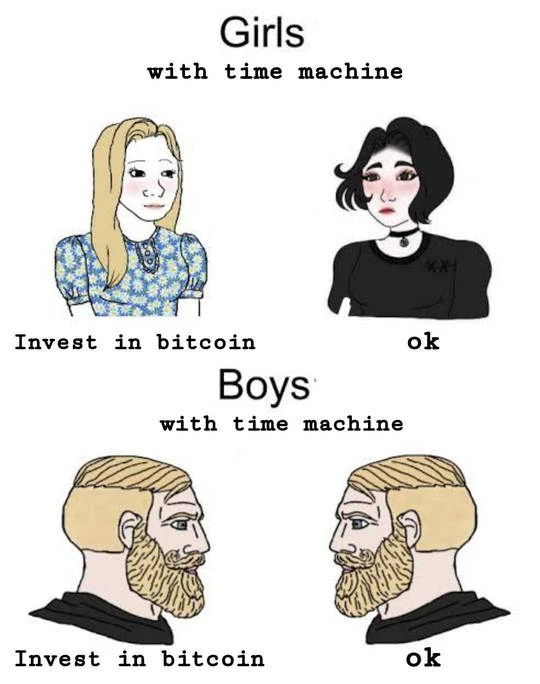 Girls
with time machine
Invest in bitcoin
ok
Boys
with time machine
Invest in bitcoin
ok